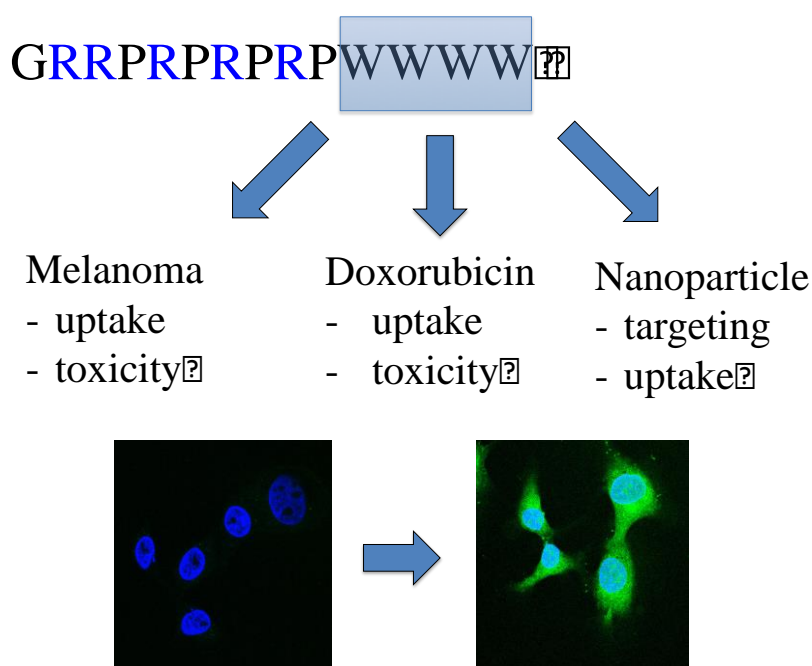 GRRPRPRPRPWWWW
Melanoma
- uptake
- toxicity
Doxorubicin
- uptake
- toxicity
Nanoparticle
- targeting
- uptake